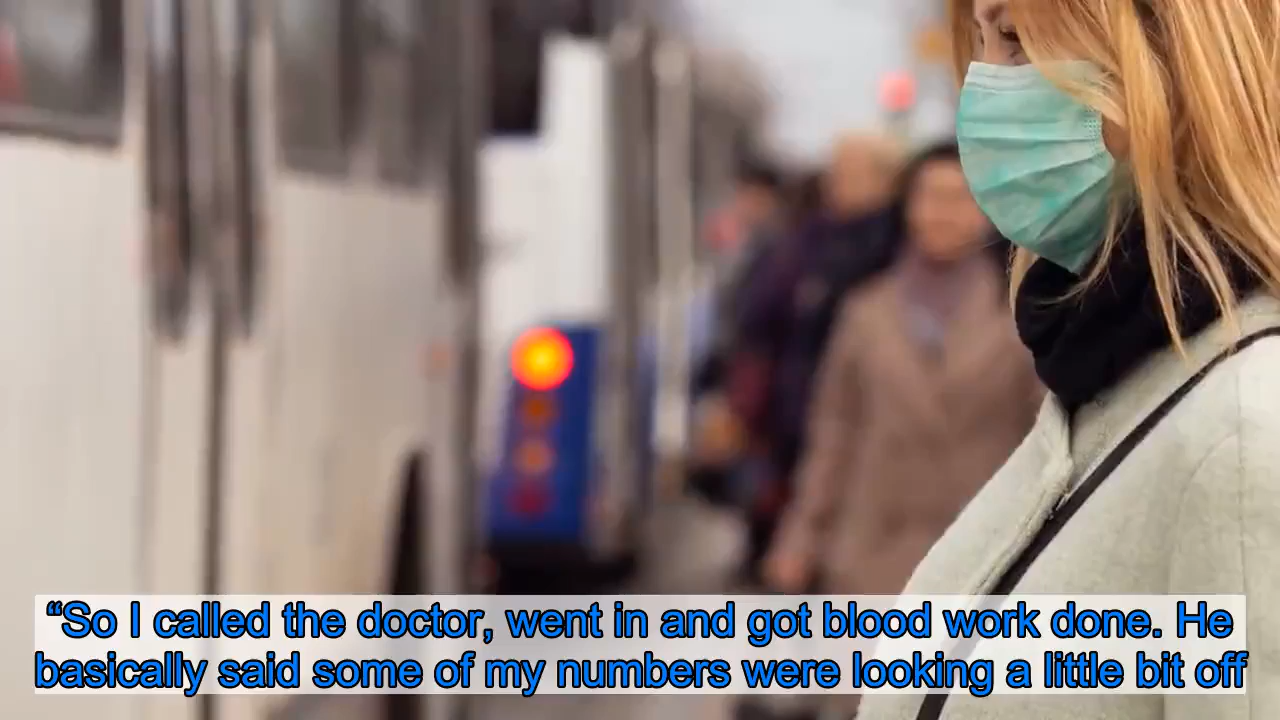 “So I called the doctor, went in and got blood work done. He
basically said some of my numbers were looking a little bit off